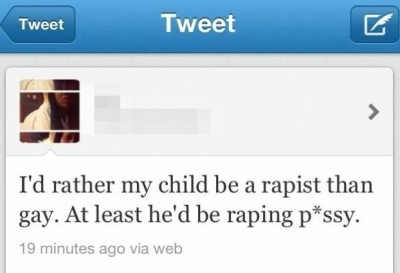 Tweet Tweet
I'd rather my child be a rapist than
gay. At least he'd be raping p*ssy.
19 minutes ago via web